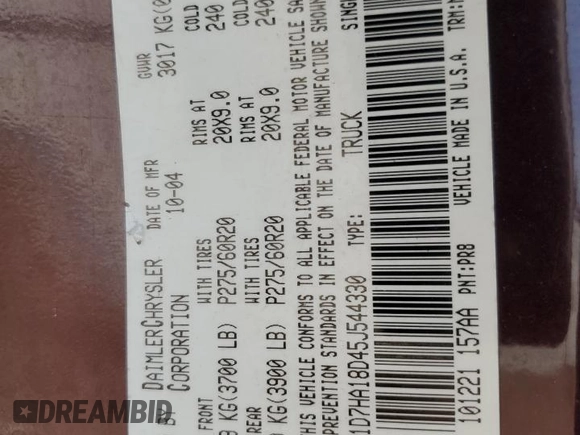 BY DAIMLERCHRYSLER CORPORATION
DATE OF MFR 10-04
GVWR 3017 KG
FRONT WITH TIRES RIMS AT COLD
KG(3700 LB) P275/60R20 20X9.0 240
REAR WITH TIRES RIMS AT COLD
KG(3900 LB) P275/60R20 20X9.0 240
THIS VEHICLE CONFORMS TO ALL APPLICABLE FEDERAL MOTOR VEHICLE
PREVENTION STANDARDS IN EFFECT ON THE DATE OF MANUFACTURE SHOWN
1D7HA18D45J544330 TYPE: TRUCK
101221 157AA PNT:PR8
VEHICLE MADE IN U.S.A.
DREAMBID